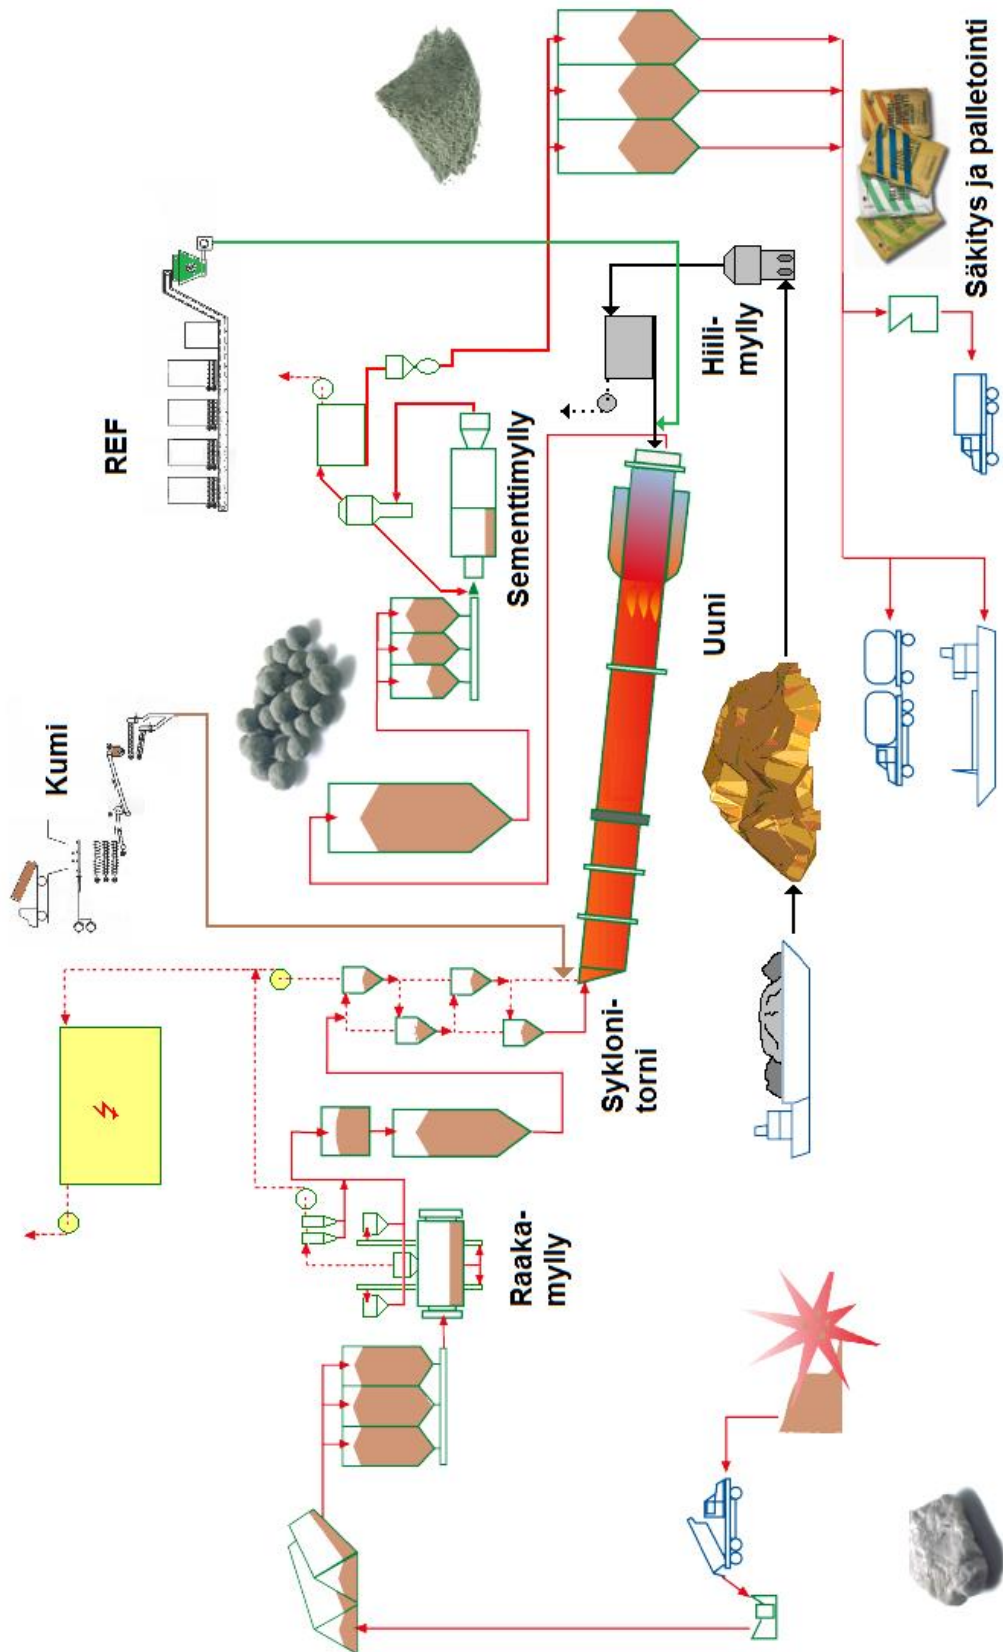 Kumi
REF
Sementtimylly
Hiili-
mylly
Uuni
Sykloni-
torni
Raaka-
mylly
Säkitys ja palletointi